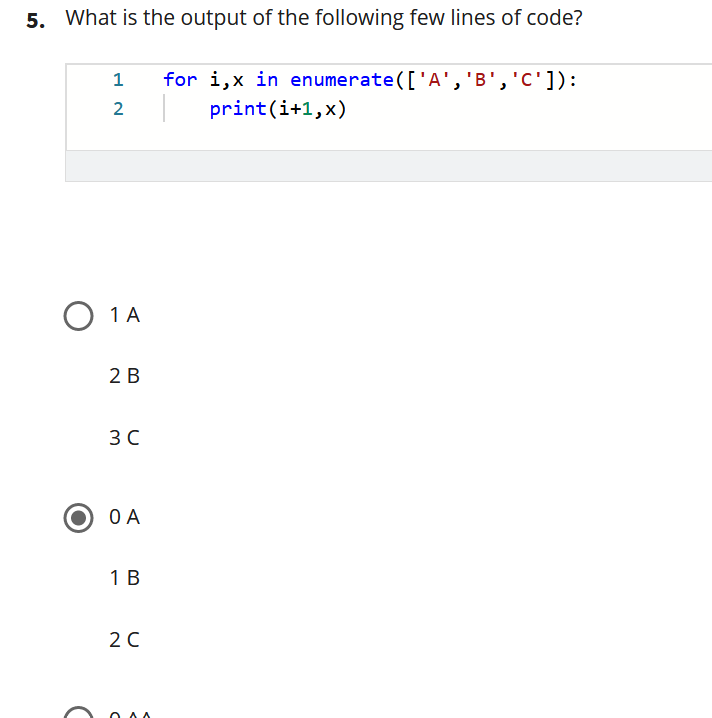 5. What is the output of the following few lines of code?
1 for i,x in enumerate(['A','B','C']):
2 print(i+1,x)
1 A
2 B
3 C
0 A
1 B
2 C